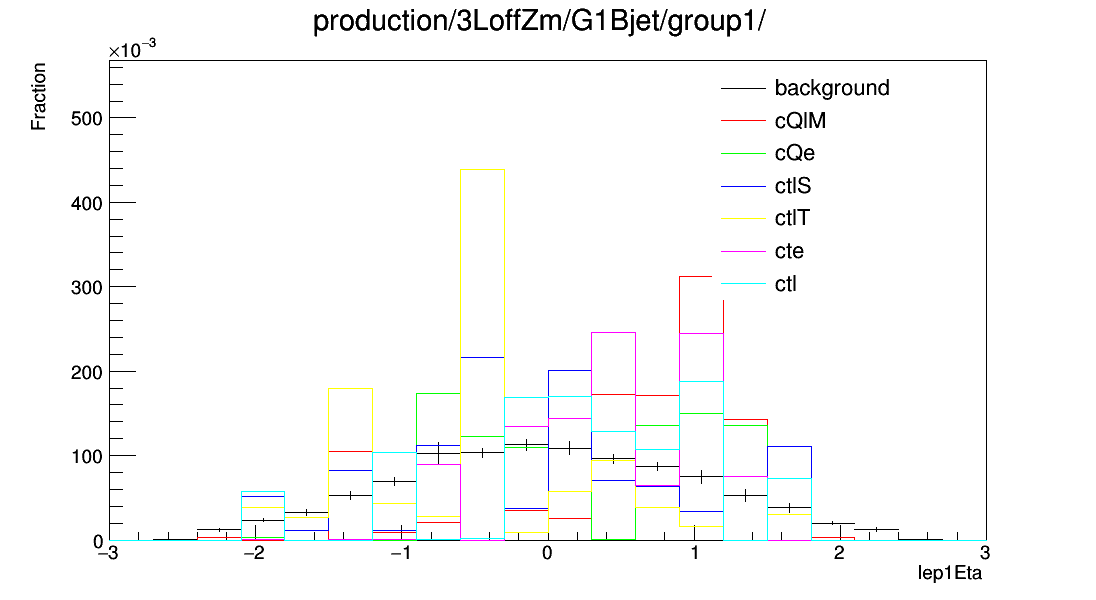 production/3LoffZm/G1Bjet/group1/
×10⁻³
Fraction
500
400
300
200
100
0
background
cQlM
cQe
ctlS
ctlT
cte
ctl
−3 −2 −1 0 1 2 3
lep1Eta